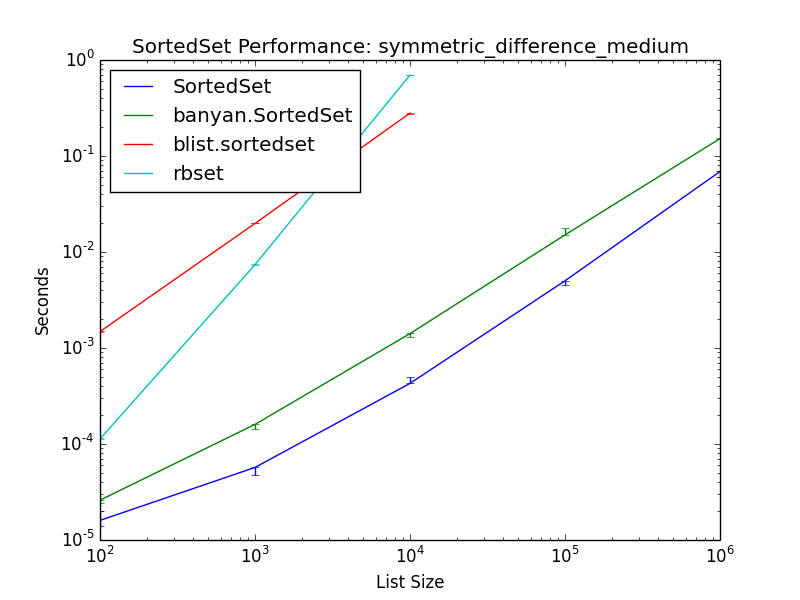 SortedSet Performance: symmetric_difference_medium
SortedSet
banyan.SortedSet
blist.sortedset
rbset
10^0
10^-1
10^-2
10^-3
10^-4
10^-5
Seconds
10^2 10^3 10^4 10^5 10^6
List Size